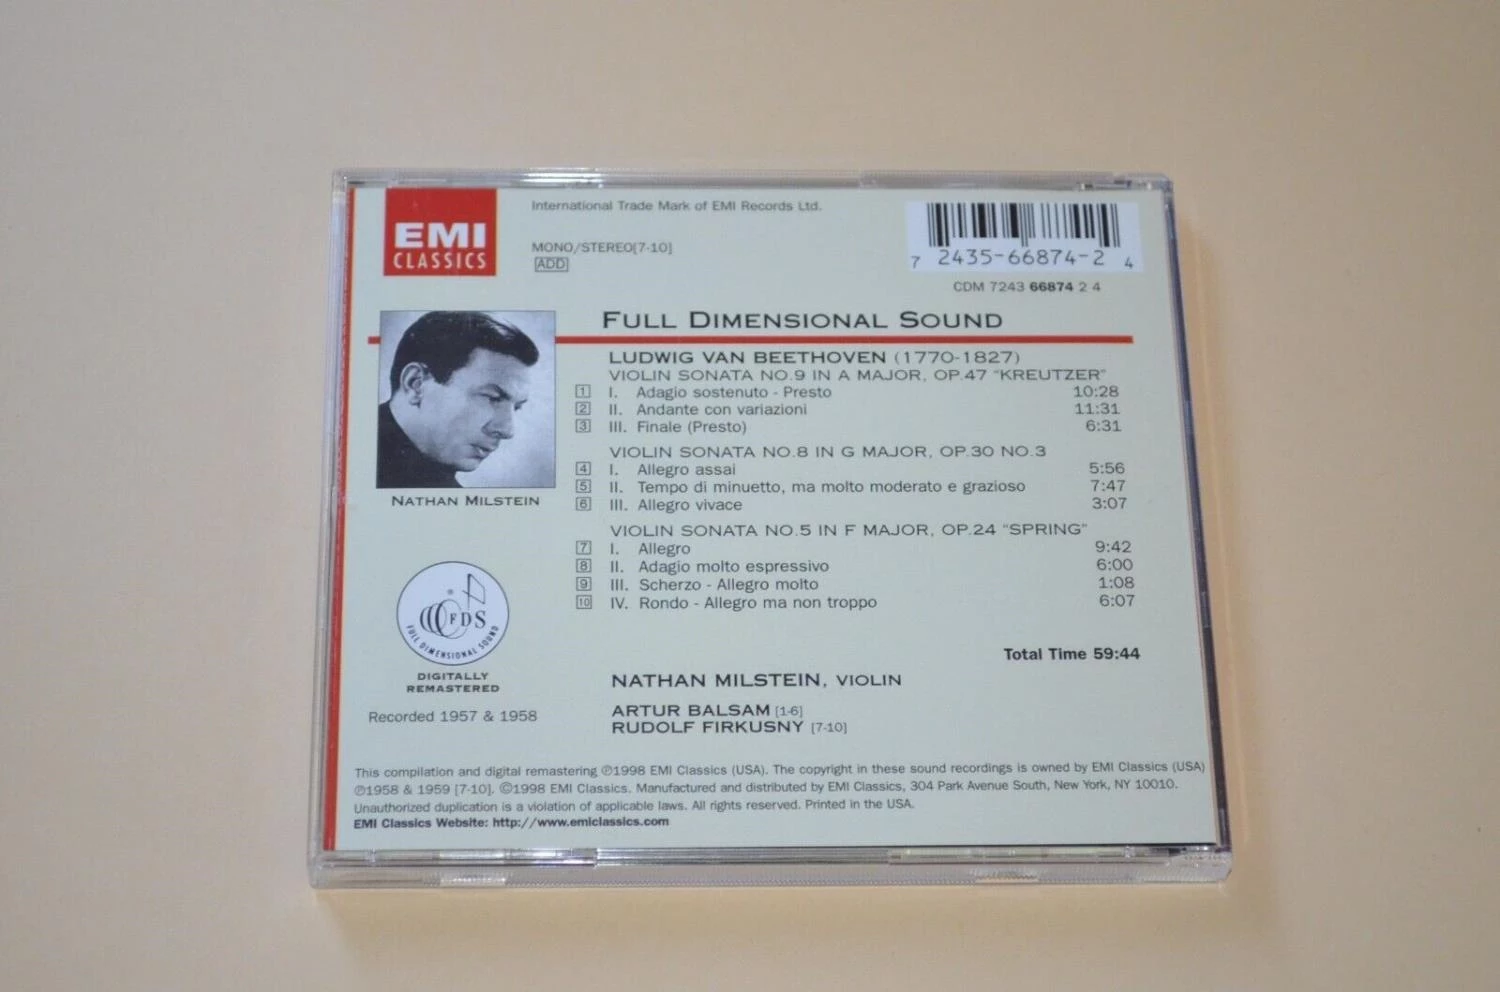 EMI
CLASSICS
International Trade Mark of EMI Records Ltd.
MONO/STEREO[7-10]
ADD
7 2435-66874-2 4
CDM 7243 66874 2 4
FULL DIMENSIONAL SOUND
LUDWIG VAN BEETHOVEN (1770-1827)
VIOLIN SONATA NO.9 IN A MAJOR, OP.47 "KREUTZER"
1 I. Adagio sostenuto - Presto 10:28
2 II. Andante con variazioni 11:31
3 III. Finale (Presto) 6:31
VIOLIN SONATA NO.8 IN G MAJOR, OP.30 NO.3
4 I. Allegro assai 5:56
5 II. Tempo di minuetto, ma molto moderato e grazioso 7:47
6 III. Allegro vivace 3:07
VIOLIN SONATA NO.5 IN F MAJOR, OP.24 "SPRING"
7 I. Allegro 9:42
8 II. Adagio molto espressivo 6:00
9 III. Scherzo - Allegro molto 1:08
10 IV. Rondo - Allegro ma non troppo 6:07
Total Time 59:44
NATHAN MILSTEIN
® FDS
FULL DIMENSIONAL SOUND
DIGITALLY
REMASTERED
Recorded 1957 & 1958
NATHAN MILSTEIN, VIOLIN
ARTUR BALSAM [1-6]
RUDOLF FIRKUSNY [7-10]
This compilation and digital remastering ℗1998 EMI Classics (USA). The copyright in these sound recordings is owned by EMI Classics (USA)
℗1958 & 1959 [7-10]. ©1998 EMI Classics. Manufactured and distributed by EMI Classics, 304 Park Avenue South, New York, NY 10010.
Unauthorized duplication is a violation of applicable laws. All rights reserved. Printed in the USA.
EMI Classics Website: http://www.emiclassics.com